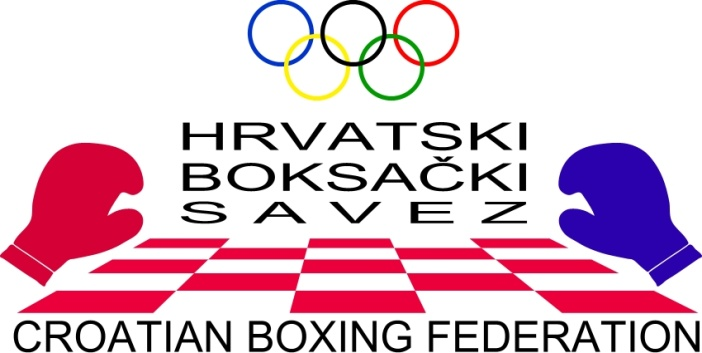 HRVATSKI
BOKSAČKI
SAVEZ
CROATIAN BOXING FEDERATION